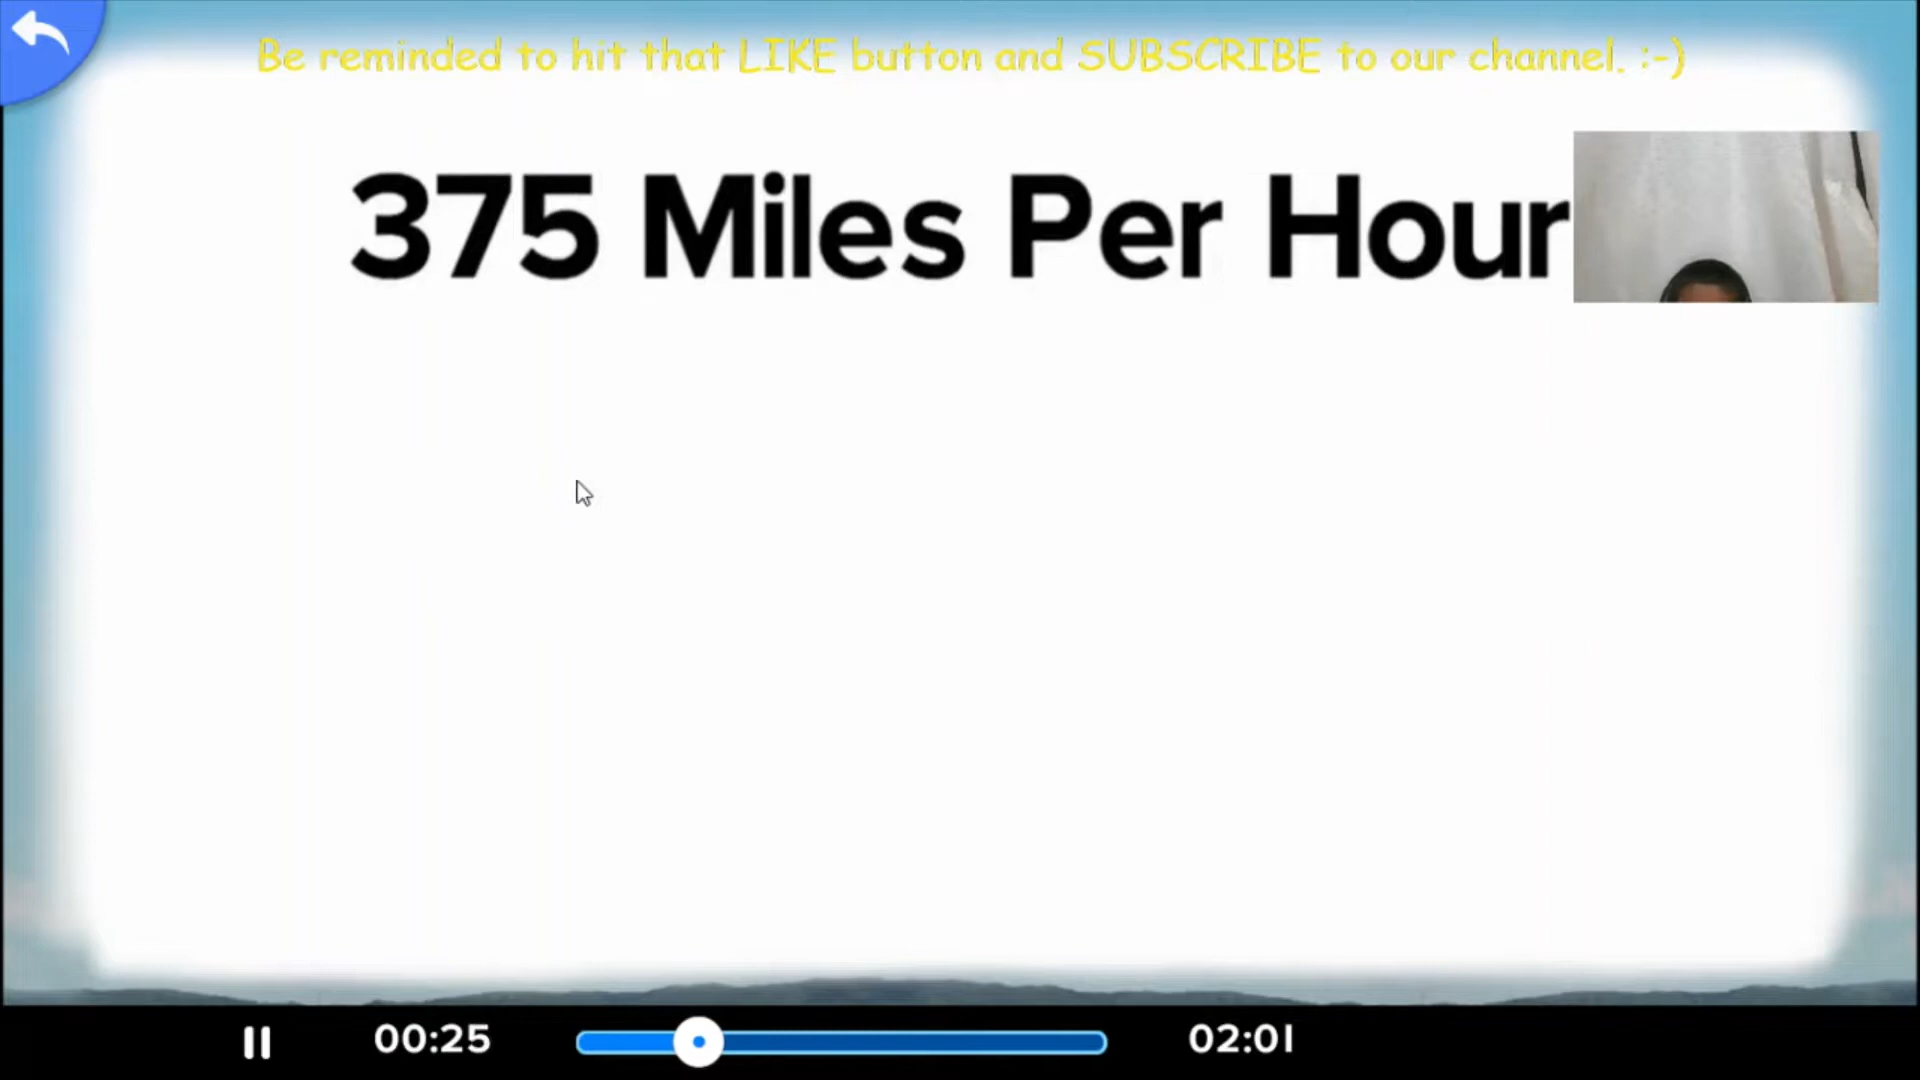 Be reminded to hit that LIKE button and SUBSCRIBE to our channel. :-)
375 Miles Per Hour
00:25 02:01